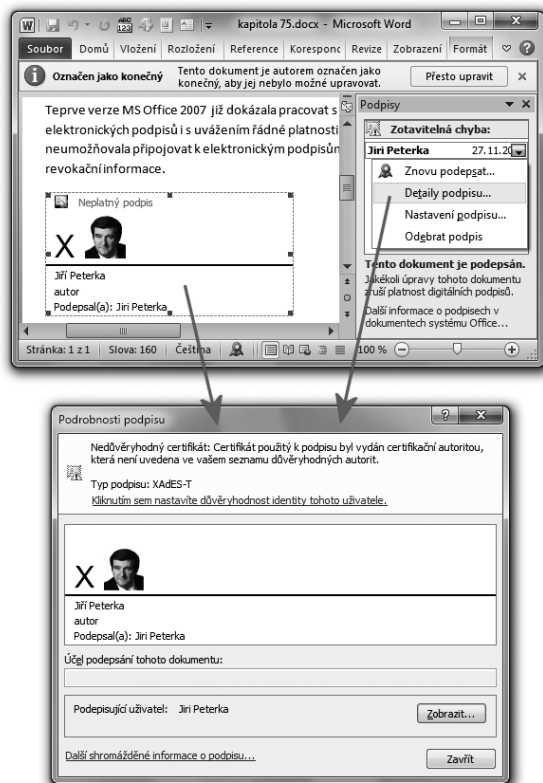 kapitola 75.docx - Microsoft Word
Soubor Domů Vložení Rozložení Reference Koresponc Revize Zobrazení Formát
Označen jako konečný Tento dokument je autorem označen jako konečný, aby jej nebylo možné upravovat. Přesto upravit
Teprve verze MS Office 2007 již dokázala pracovat s
elektronických podpisů i s uvážením řádné platnosti
neumožňovala připojovat k elektronickým podpisům
revokační informace.
Neplatný podpis
X
Jiří Peterka
autor
Podepsal(a): Jiri Peterka
Podpisy
Zotavitelná chyba:
Jiri Peterka 27.11.20
Znovu podepsat...
Detaily podpisu...
Nastavení podpisu...
Odebrat podpis
Tento dokument je podepsán.
Jakékoli úpravy tohoto dokumentu
zruší platnost digitálních podpisů.
Další informace o podpisech v
dokumentech systému Office...
Stránka: 1 z 1 Slova: 160 Čeština 100 %
Podrobnosti podpisu
Nedůvěryhodný certifikát: Certifikát použitý k podpisu byl vydán certifikační autoritou,
která není uvedena ve vašem seznamu důvěryhodných autorit.
Typ podpisu: XAdES-T
Kliknutím sem nastavíte důvěryhodnost identity tohoto uživatele.
X
Jiří Peterka
autor
Podepsal(a): Jiri Peterka
Účel podepsání tohoto dokumentu:
Podepisující uživatel: Jiri Peterka Zobrazit...
Další shromážděné informace o podpisu... Zavřít